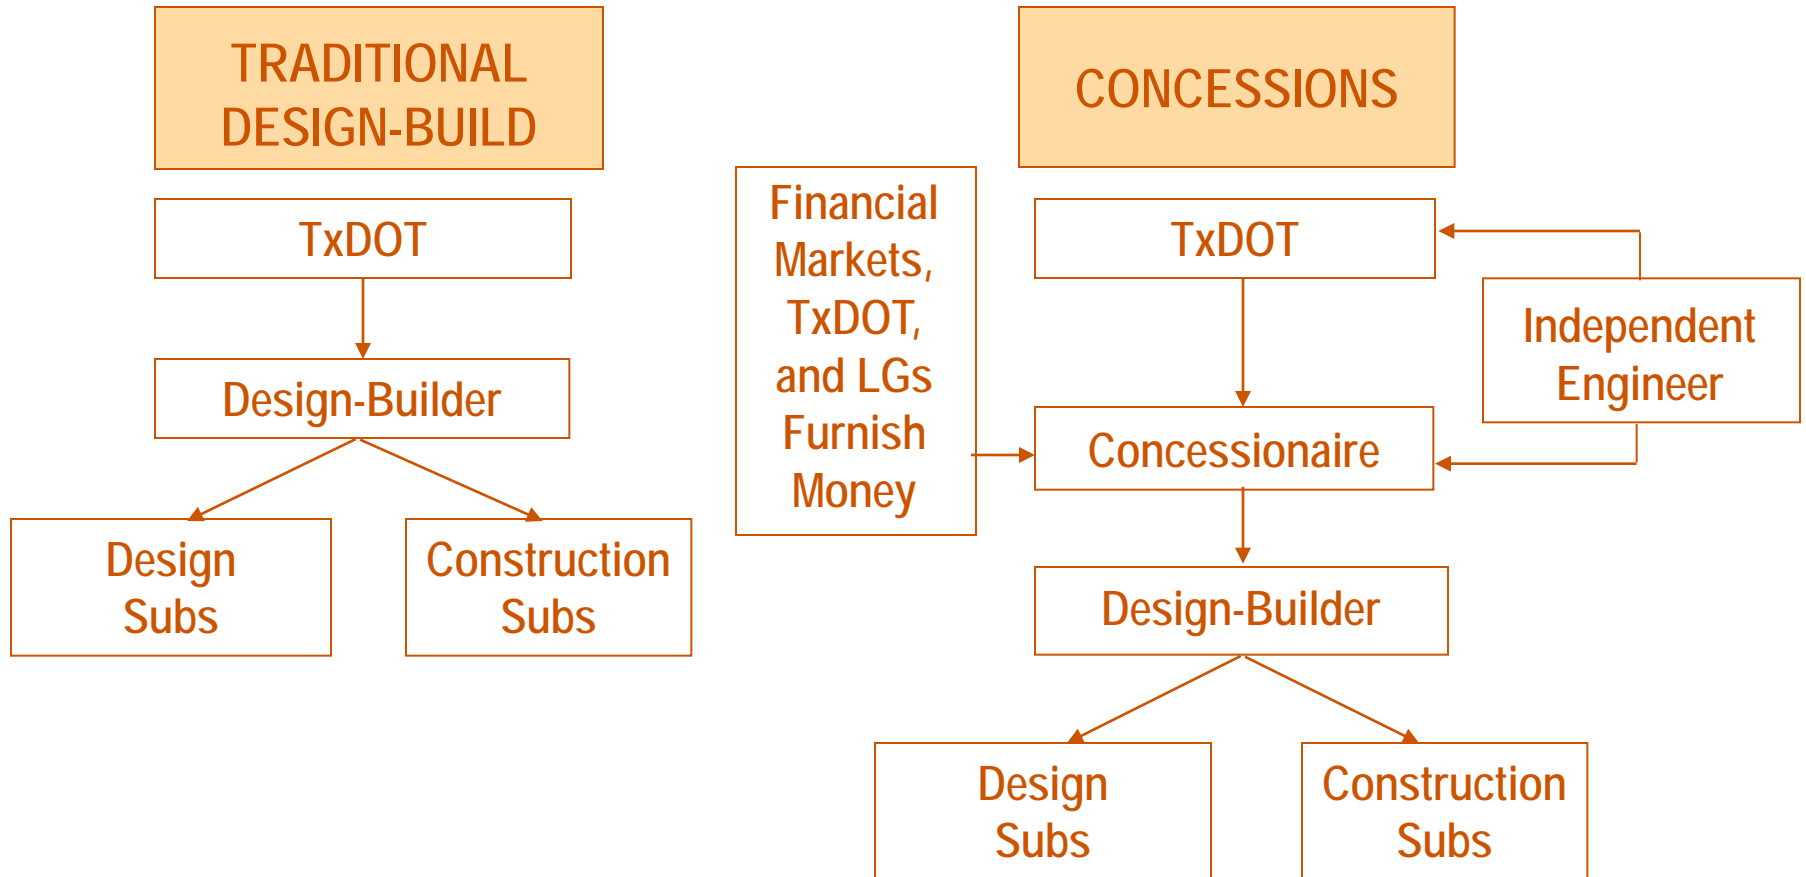 TRADITIONAL
DESIGN-BUILD
TxDOT
Design-Builder
Design
Subs
Construction
Subs
CONCESSIONS
Financial
Markets,
TxDOT,
and LGs
Furnish
Money
TxDOT
Independent
Engineer
Concessionaire
Design-Builder
Design
Subs
Construction
Subs